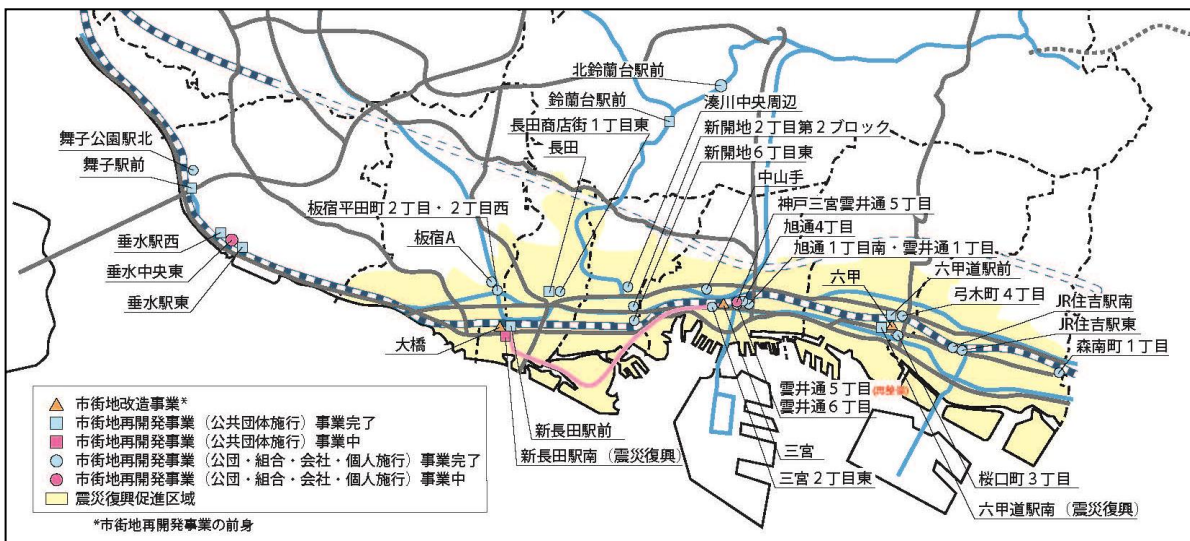 北鈴蘭台駅前
鈴蘭台駅前
湊川中央周辺
長田商店街1丁目東
新開地2丁目第2ブロック
長田
新開地6丁目東
舞子公園駅北
中山手
舞子駅前
神戸三宮雲井通5丁目
板宿平田町2丁目・2丁目西
旭通4丁目
垂水駅西
板宿A
旭通1丁目南・雲井通1丁目
垂水中央東
六甲
六甲道駅前
垂水駅東
弓木町4丁目
JR住吉駅南
JR住吉駅東
大橋
森南町1丁目
雲井通5丁目
雲井通6丁目
新長田駅前
三宮
新長田駅南（震災復興）
三宮2丁目東
桜口町3丁目
六甲道駅南（震災復興）
市街地改造事業*
市街地再開発事業（公共団体施行）事業完了
市街地再開発事業（公共団体施行）事業中
市街地再開発事業（公団・組合・会社・個人施行）事業完了
市街地再開発事業（公団・組合・会社・個人施行）事業中
震災復興促進区域
*市街地再開発事業の前身